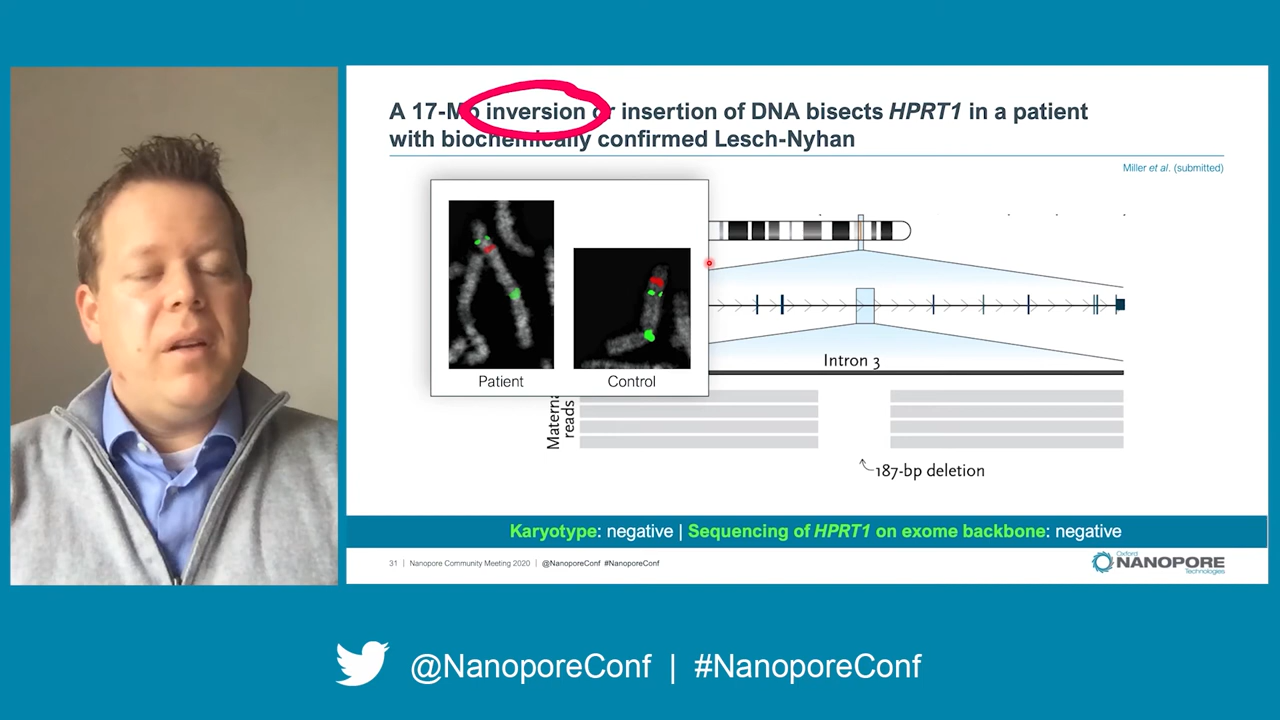 A 17-Mb inversion or insertion of DNA bisects HPRT1 in a patient
with biochemically confirmed Lesch-Nyhan
Miller et al. (submitted)
Patient
Control
Intron 3
reads
187-bp deletion
Karyotype: negative | Sequencing of HPRT1 on exome backbone: negative
31 | Nanopore Community Meeting 2020 | @NanoporeConf #NanoporeConf
Oxford
NANOPORE
Technologies
@NanoporeConf | #NanoporeConf